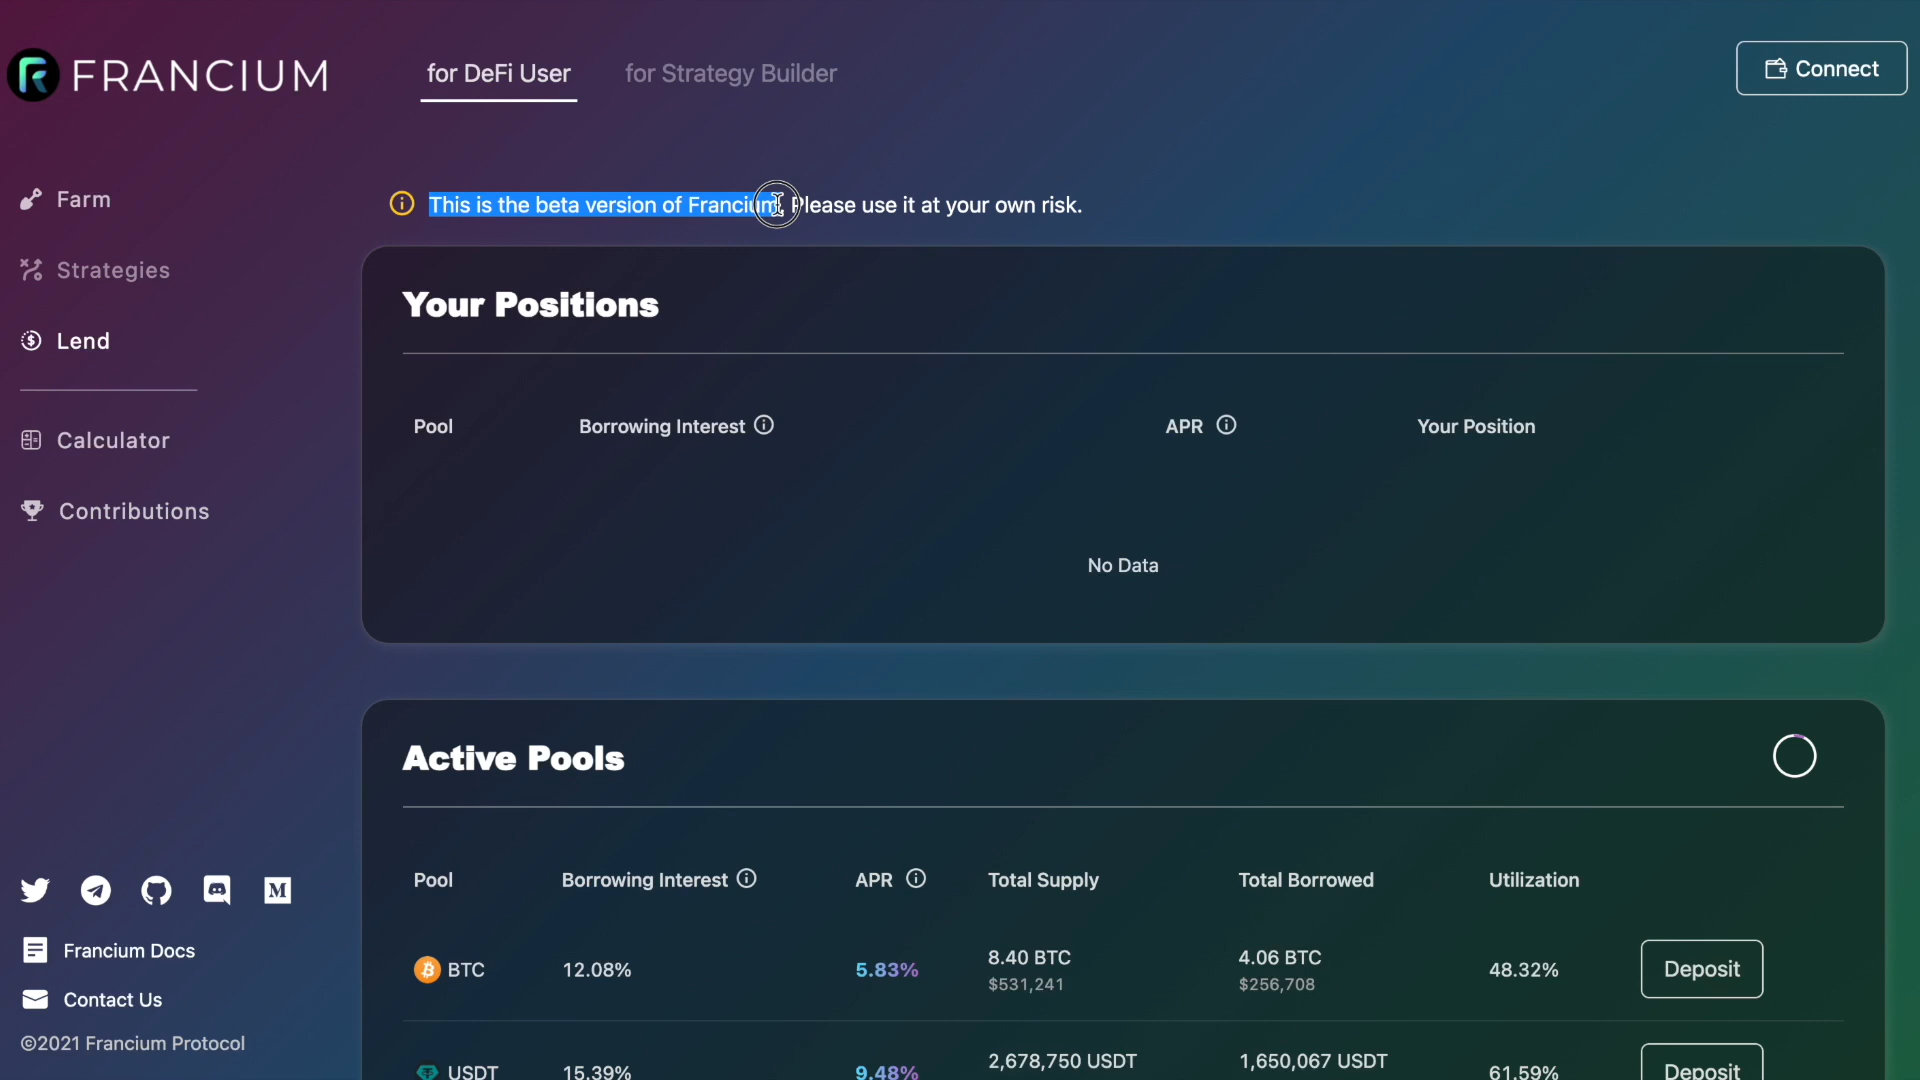 FRANCIUM
for DeFi User
for Strategy Builder
Connect
Farm
Strategies
Lend
Calculator
Contributions
This is the beta version of Francium. Please use it at your own risk.
Your Positions
Pool Borrowing Interest APR Your Position
No Data
Active Pools
Pool Borrowing Interest APR Total Supply Total Borrowed Utilization
BTC 12.08% 5.83% 8.40 BTC 4.06 BTC 48.32% Deposit
$531,241 $256,708
USDT 15.39% 9.48% 2,678,750 USDT 1,650,067 USDT 61.59% Deposit
M
Francium Docs
Contact Us
©2021 Francium Protocol